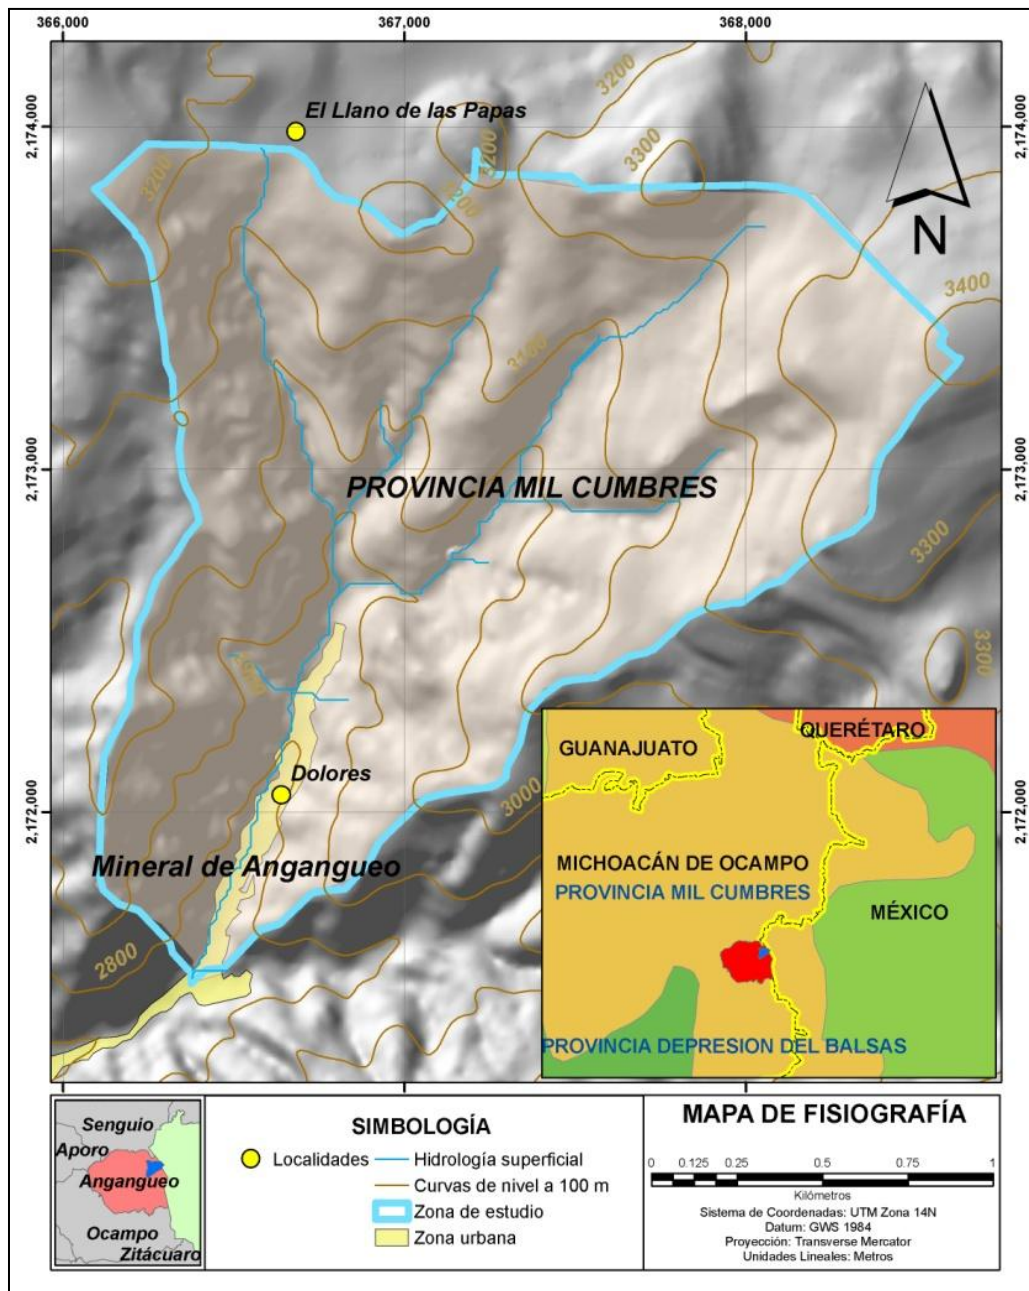 366,000 367,000 368,000
3200
El Llano de las Papas
2,174,000 2,174,000
3200
3300
3200
3200
N
3400
3100
2,173,000 PROVINCIA MIL CUMBRES 2,173,000
3300
3300
GUANAJUATO QUERÉTARO
Dolores
3000
2,172,000 2,172,000
Mineral de Angangueo
MICHOACÁN DE OCAMPO
PROVINCIA MIL CUMBRES
MÉXICO
2800
PROVINCIA DEPRESION DEL BALSAS
Senguio
Aporo
Angangueo
Ocampo
Zitácuaro
SIMBOLOGÍA
Localidades
Hidrología superficial
Curvas de nivel a 100 m
Zona de estudio
Zona urbana
MAPA DE FISIOGRAFÍA
0 0.125 0.25 0.5 0.75 1
Kilómetros
Sistema de Coordenadas: UTM Zona 14N
Datum: GWS 1984
Proyección: Transverse Mercator
Unidades Lineales: Metros